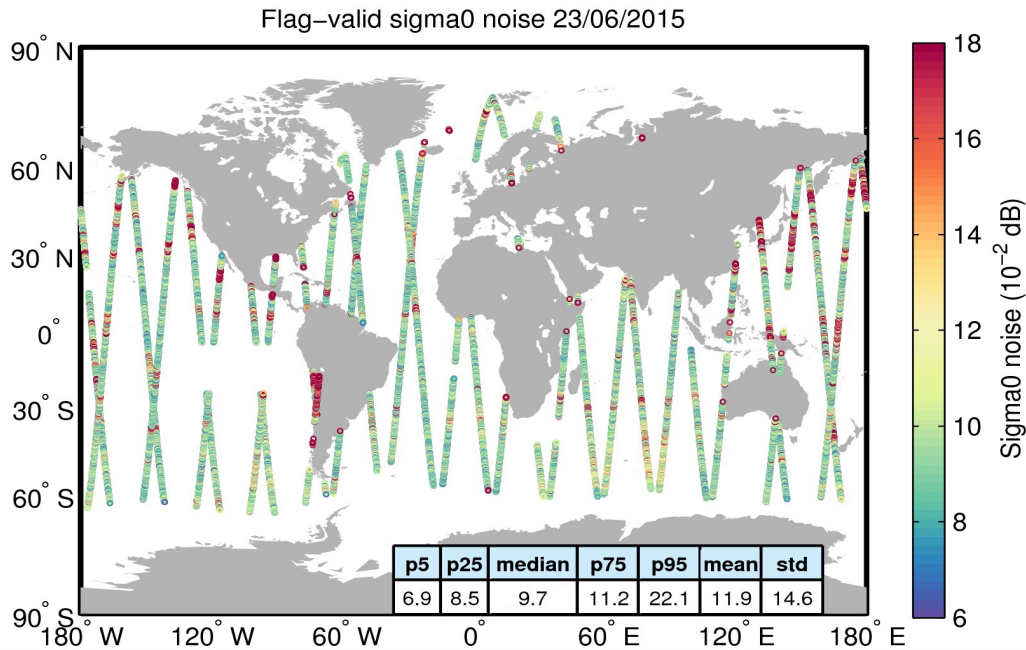 Flag−valid sigma0 noise 23/06/2015
90° N
60° N
30° N
0°
30° S
60° S
90° S
180° W 120° W 60° W 0° 60° E 120° E 180° E
p5 p25 median p75 p95 mean std
6.9 8.5 9.7 11.2 22.1 11.9 14.6
18
16
14
12
10
8
6
Sigma0 noise (10⁻² dB)